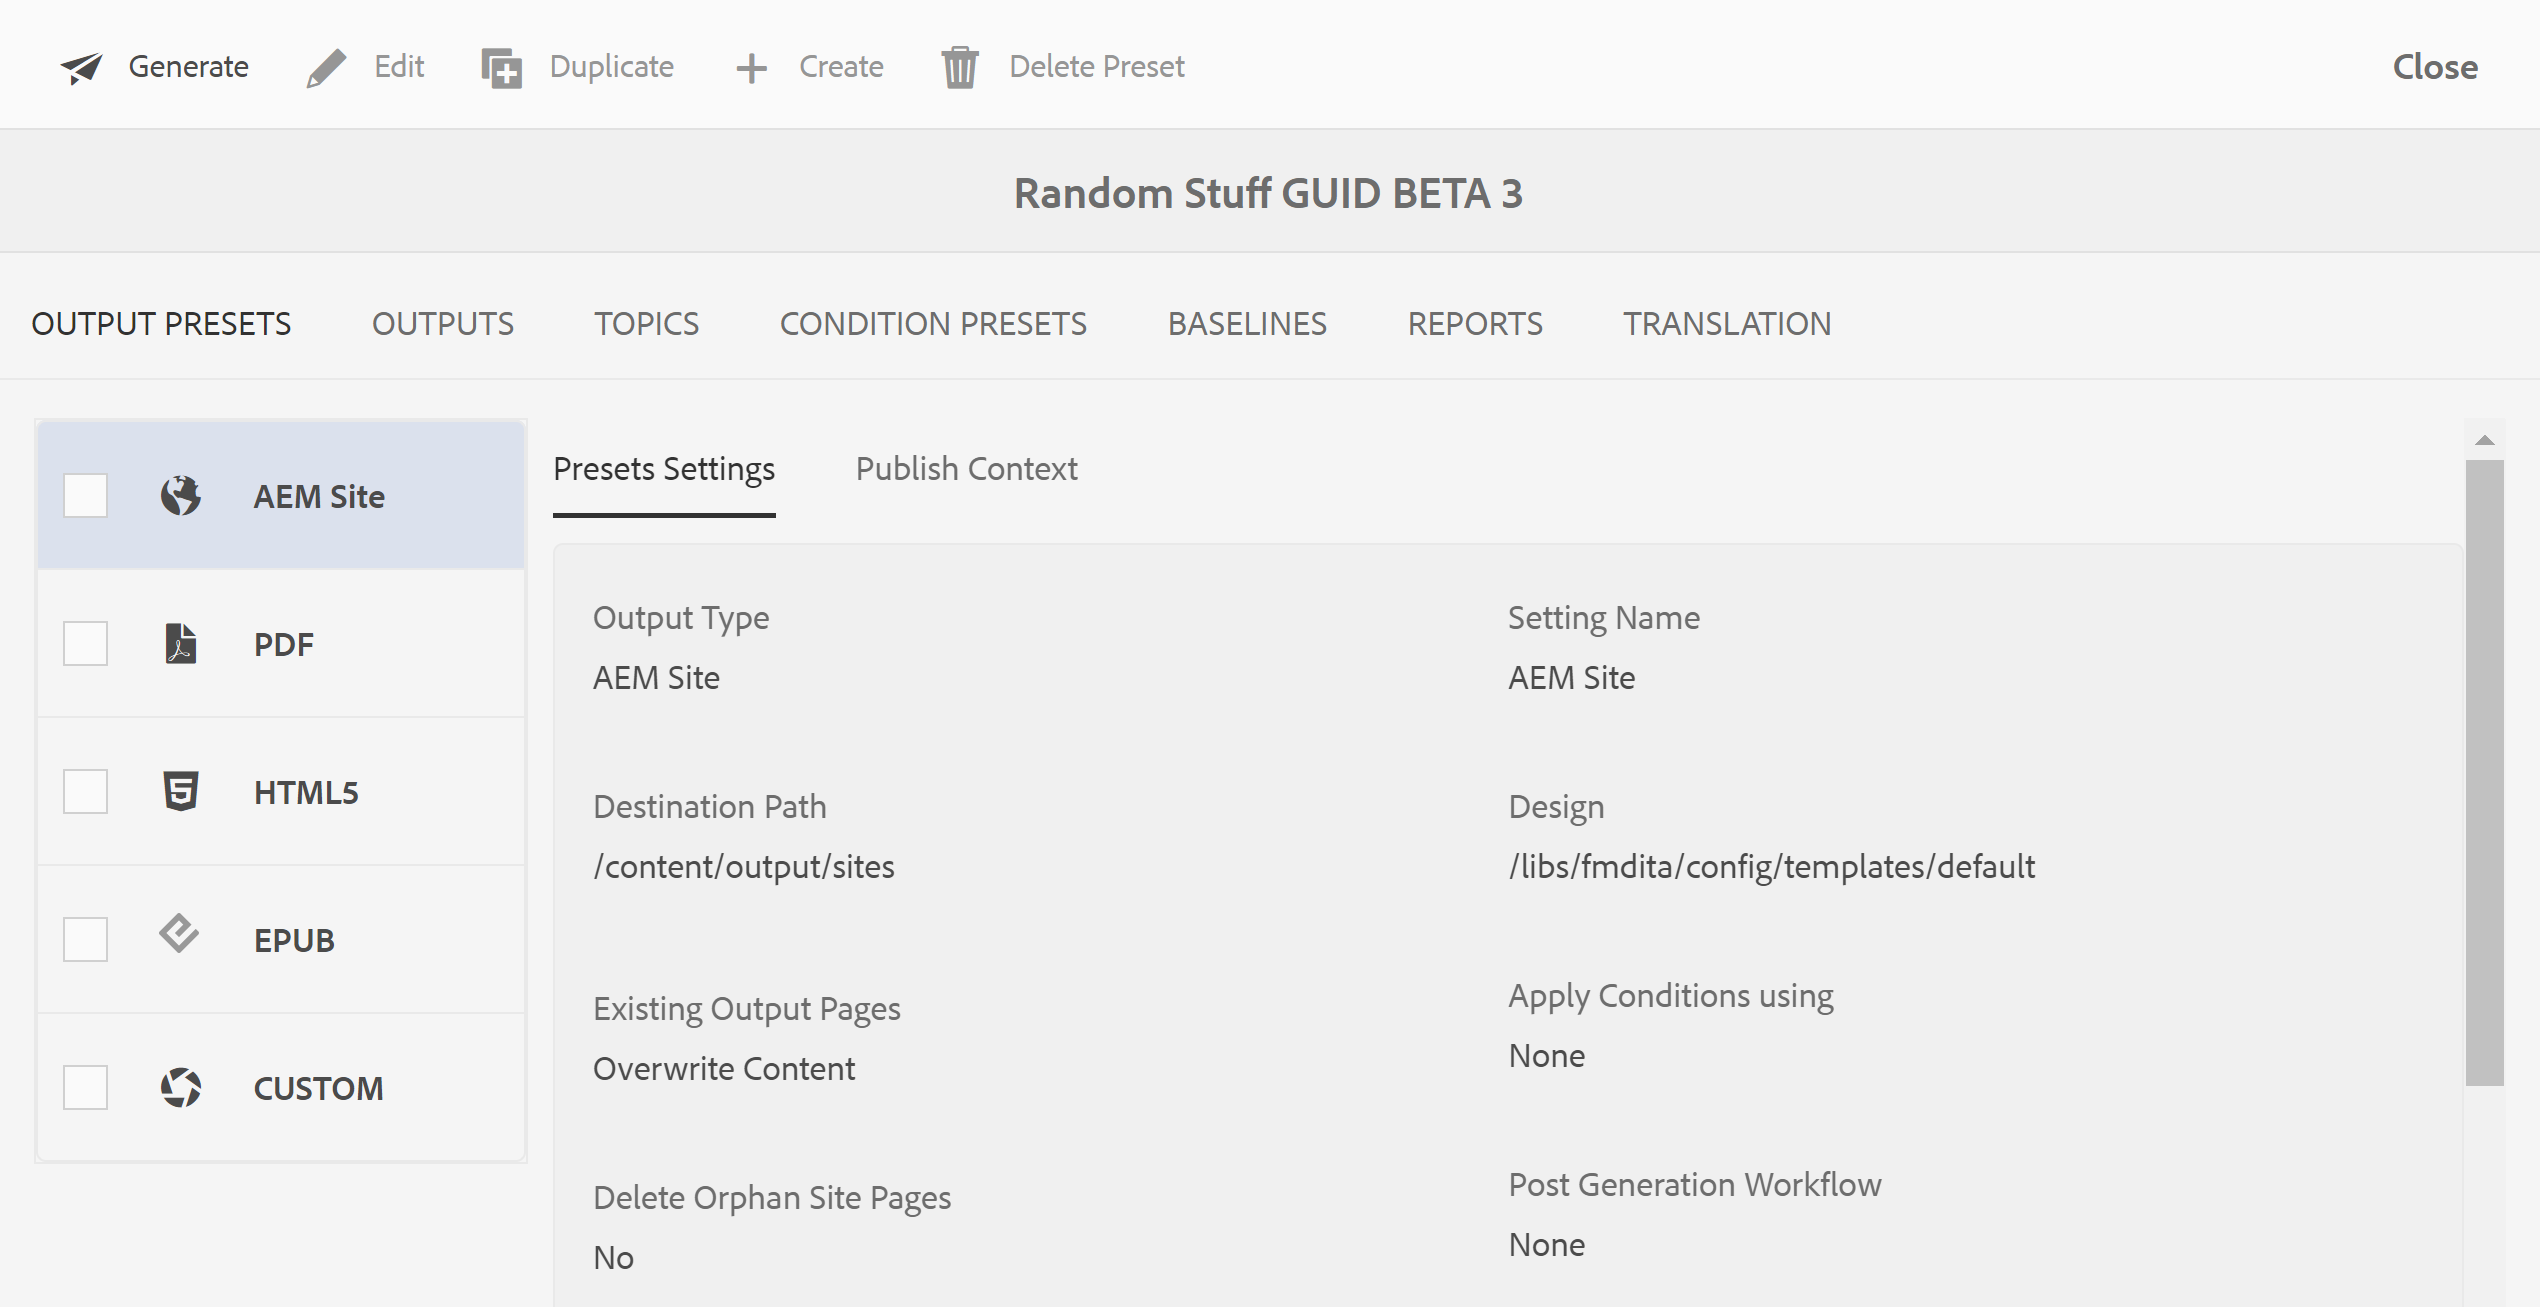 Generate Edit Duplicate Create Delete Preset Close
Random Stuff GUID BETA 3
OUTPUT PRESETS OUTPUTS TOPICS CONDITION PRESETS BASELINES REPORTS TRANSLATION
AEM Site
PDF
HTML5
EPUB
CUSTOM
Presets Settings Publish Context
Output Type
AEM Site
Setting Name
AEM Site
Destination Path
/content/output/sites
Design
/libs/fmdita/config/templates/default
Existing Output Pages
Overwrite Content
Apply Conditions using
None
Delete Orphan Site Pages
No
Post Generation Workflow
None